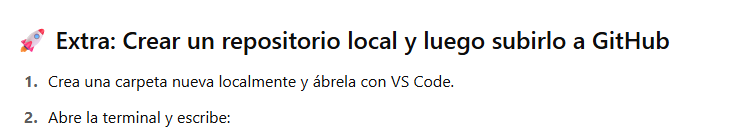 🚀 Extra: Crear un repositorio local y luego subirlo a GitHub
1. Crea una carpeta nueva localmente y ábrela con VS Code.
2. Abre la terminal y escribe: